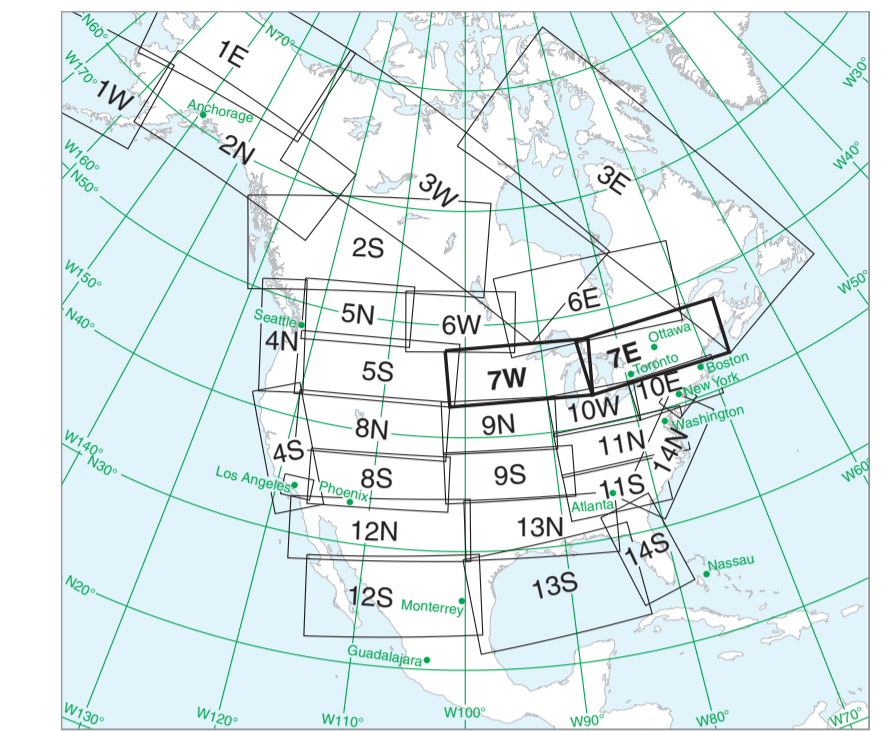 N60°
N70°
1E
W30°
W170°
1W
Anchorage
2N
W160°
N50°
W40°
3W
3E
2S
W150°
W50°
6E
N40°
5N
Seattle
6W
4N
Ottawa
7E
Toronto
Boston
5S
7W
10E
New York
10W
Washington
8N
9N
W140°
11N
14N
4S
N30°
W60°
Los Angeles
Phoenix
8S
9S
11S
Atlanta
12N
13N
14S
Nassau
N20°
13S
12S
Monterrey
Guadalajara
W130°
W120°
W110°
W100°
W90°
W80°
W70°